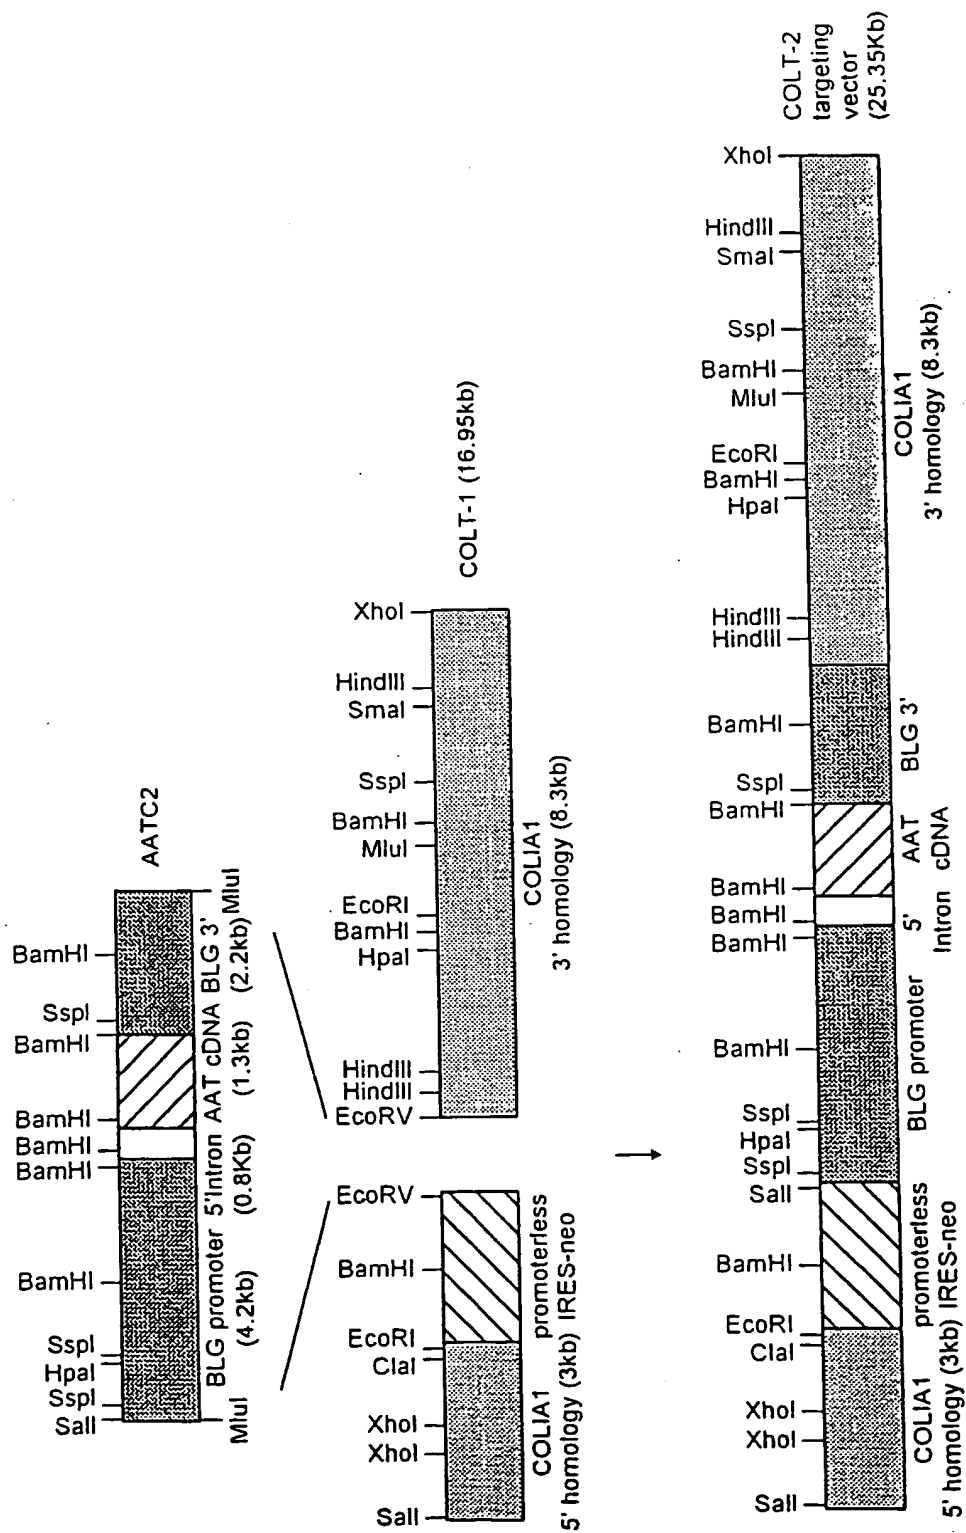 AATC2
SalI
SspI
HpaI
SspI
BamHI
BamHI
BamHI
BamHI
BamHI
SspI
BamHI
MluI
MluI
BLG promoter
(4.2kb)
5'Intron
(0.8Kb)
AAT cDNA
(1.3kb)
BLG 3'
(2.2kb)
COLT-1 (16.95kb)
SalI
XhoI
XhoI
ClaI
EcoRI
BamHI
EcoRV
EcoRV
HindIII
HindIII
HpaI
BamHI
EcoRI
MluI
BamHI
SspI
SmaI
HindIII
XhoI
COLIA1
5' homology (3kb)
promoterless
IRES-neo
COLIA1
3' homology (8.3kb)
COLT-2
targeting
vector
(25.35Kb)
SalI
XhoI
XhoI
ClaI
EcoRI
BamHI
SalI
SspI
HpaI
SspI
BamHI
BamHI
BamHI
BamHI
BamHI
SspI
BamHI
HindIII
HindIII
HpaI
BamHI
EcoRI
MluI
BamHI
SspI
SmaI
HindIII
XhoI
COLIA1
5' homology (3kb)
promoterless
IRES-neo
BLG promoter
5'
Intron
AAT
cDNA
BLG 3'
COLIA1
3' homology (8.3kb)